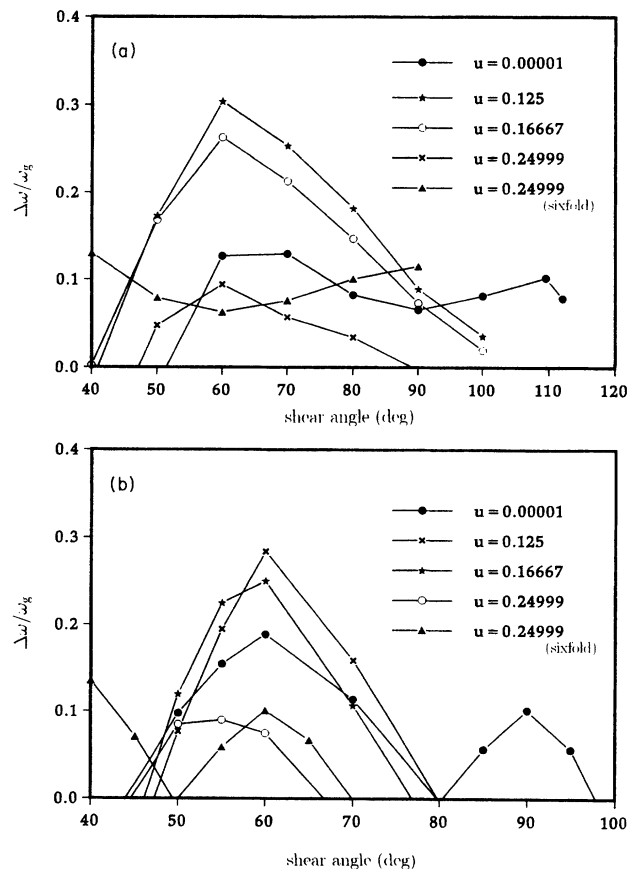 0.4
(a)
u = 0.00001
0.3
u = 0.125
u = 0.16667
Δω/ωg
0.2
u = 0.24999
u = 0.24999
(sixfold)
0.1
0.0
40 50 60 70 80 90 100 110 120
shear angle (deg)
0.4
(b)
u = 0.00001
0.3
u = 0.125
u = 0.16667
Δω/ωg
0.2
u = 0.24999
u = 0.24999
(sixfold)
0.1
0.0
40 50 60 70 80 90 100
shear angle (deg)